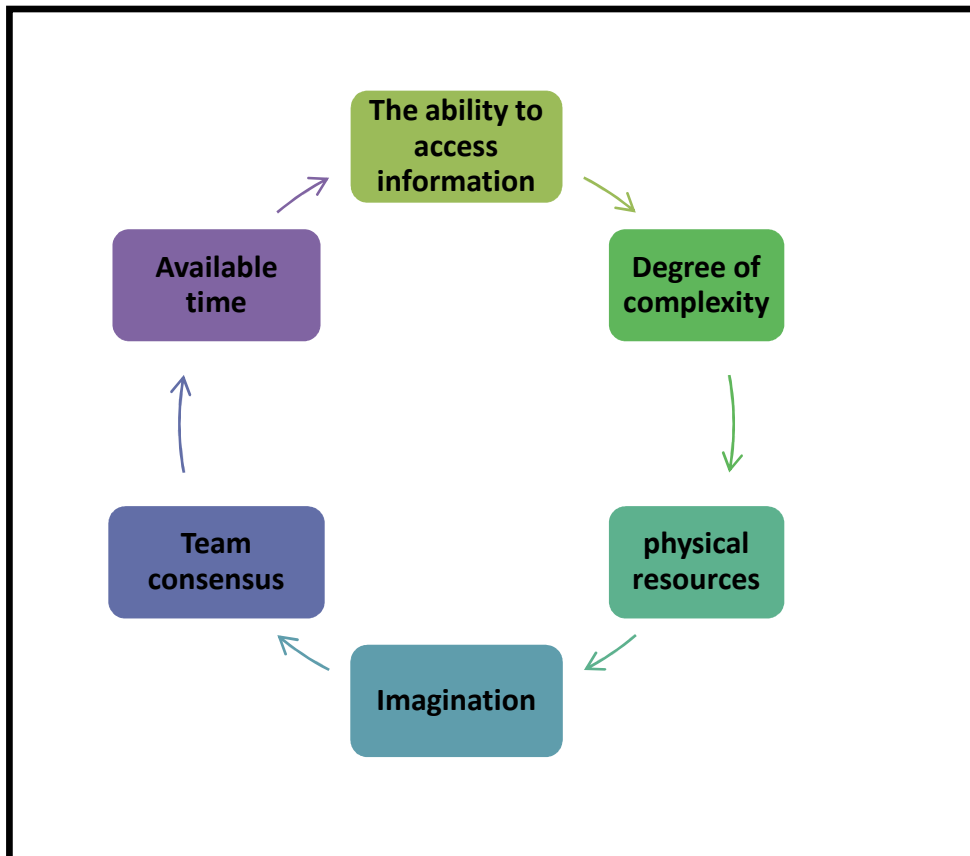 The ability to
access
information
Degree of
complexity
physical
resources
Imagination
Team
consensus
Available
time